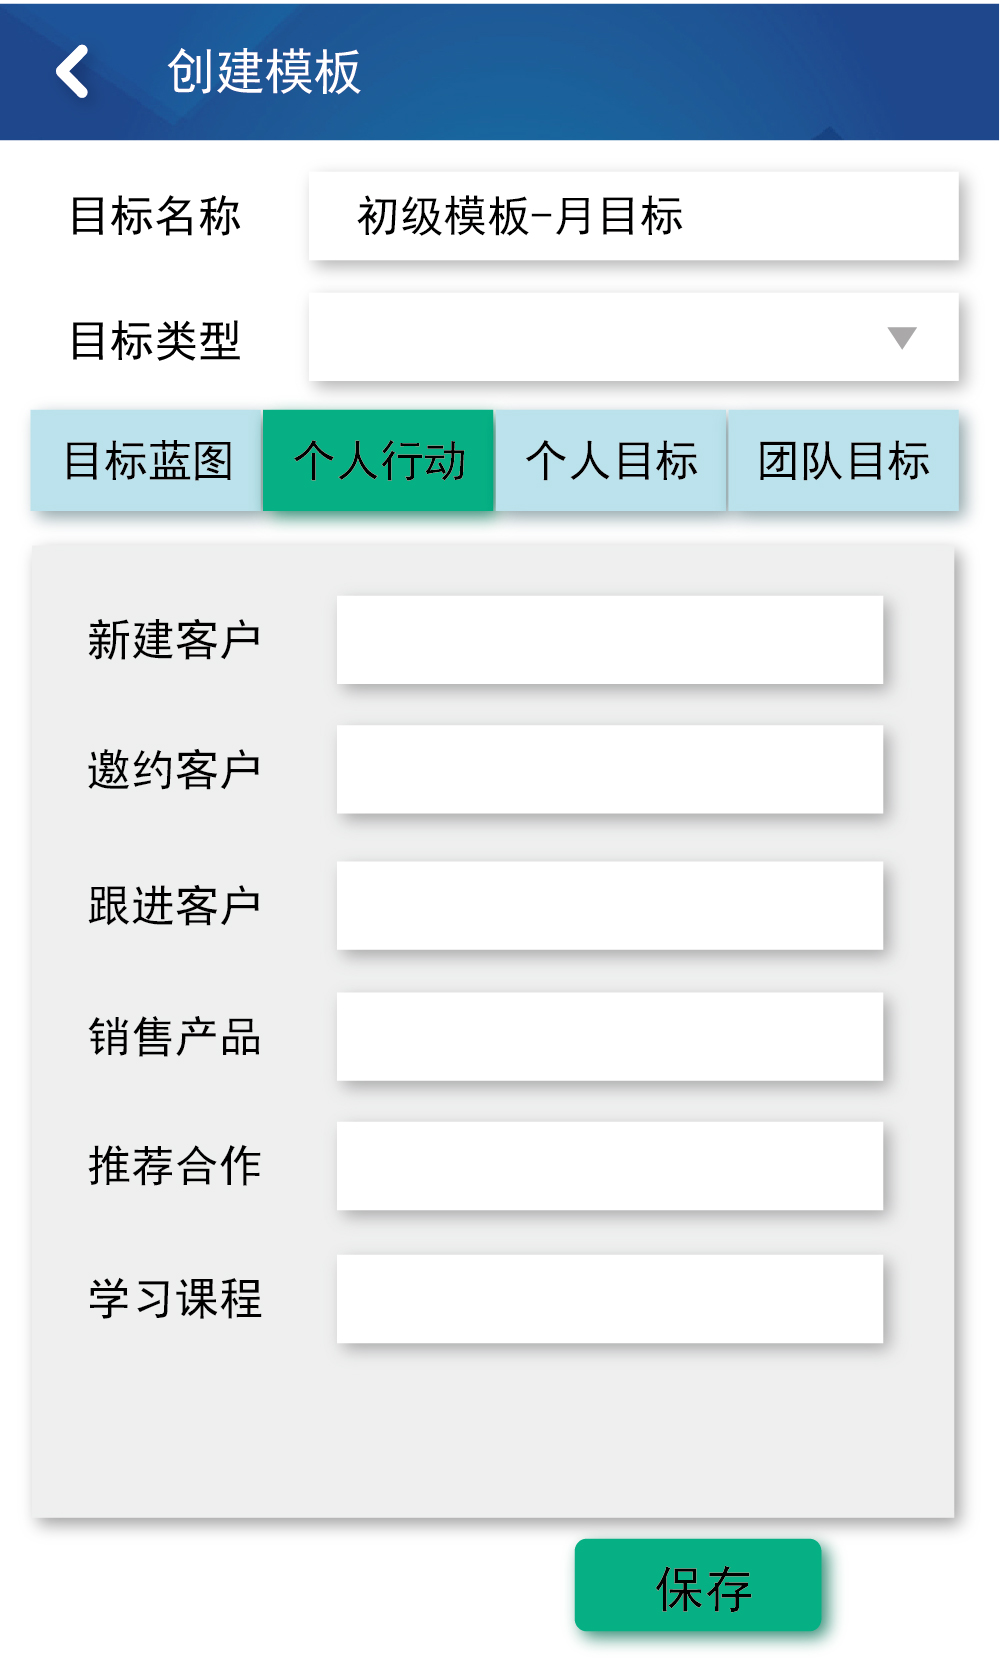 创建模板
目标名称 初级模板-月目标
目标类型
目标蓝图 个人行动 个人目标 团队目标
新建客户
邀约客户
跟进客户
销售产品
推荐合作
学习课程
保存